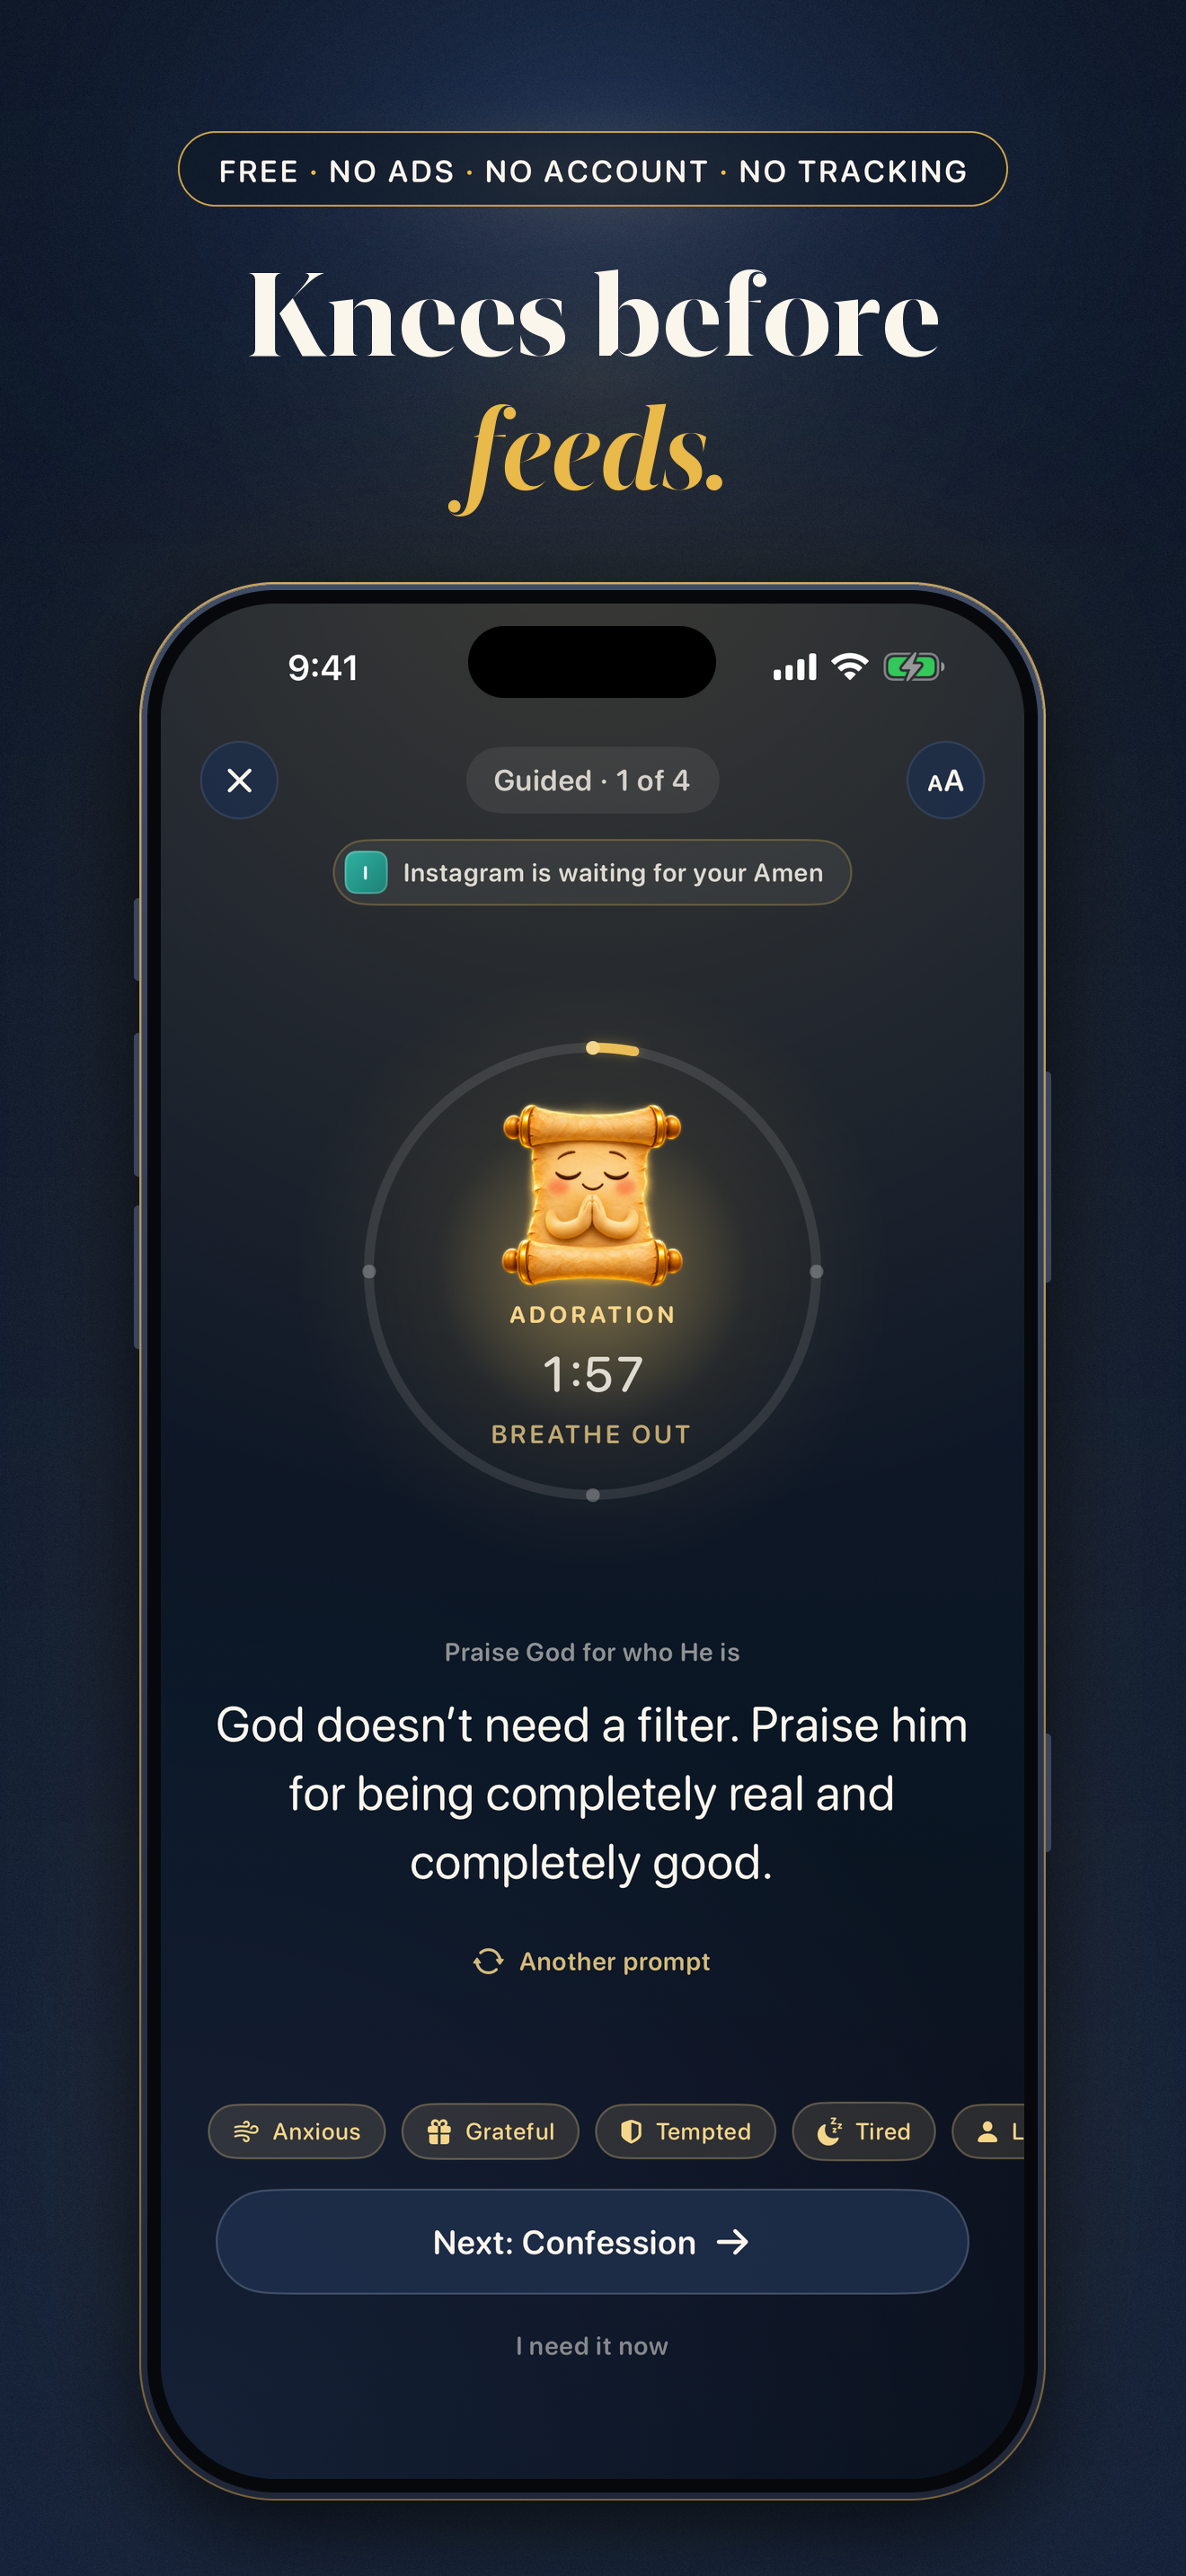 FREE · NO ADS · NO ACCOUNT · NO TRACKING
Knees before
feeds.
9:41
Guided · 1 of 4
AA
I
Instagram is waiting for your Amen
ADORATION
1:57
BREATHE OUT
Praise God for who He is
God doesn't need a filter. Praise him
for being completely real and
completely good.
Another prompt
Anxious
Grateful
Tempted
Tired
L
Next: Confession →
I need it now